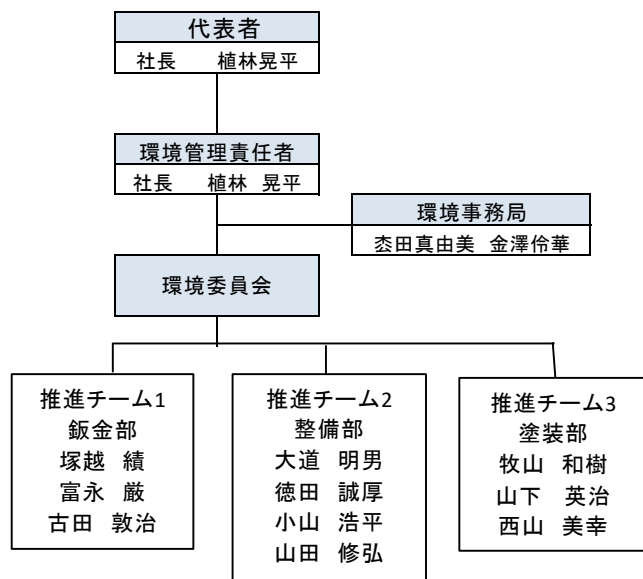 代表者
社長 植林晃平
環境管理責任者
社長 植林 晃平
環境事務局
枩田真由美 金澤伶華
環境委員会
推進チーム1
鈑金部
塚越 績
富永 厳
古田 敦治
推進チーム2
整備部
大道 明男
徳田 誠厚
小山 浩平
山田 修弘
推進チーム3
塗装部
牧山 和樹
山下 英治
西山 美幸